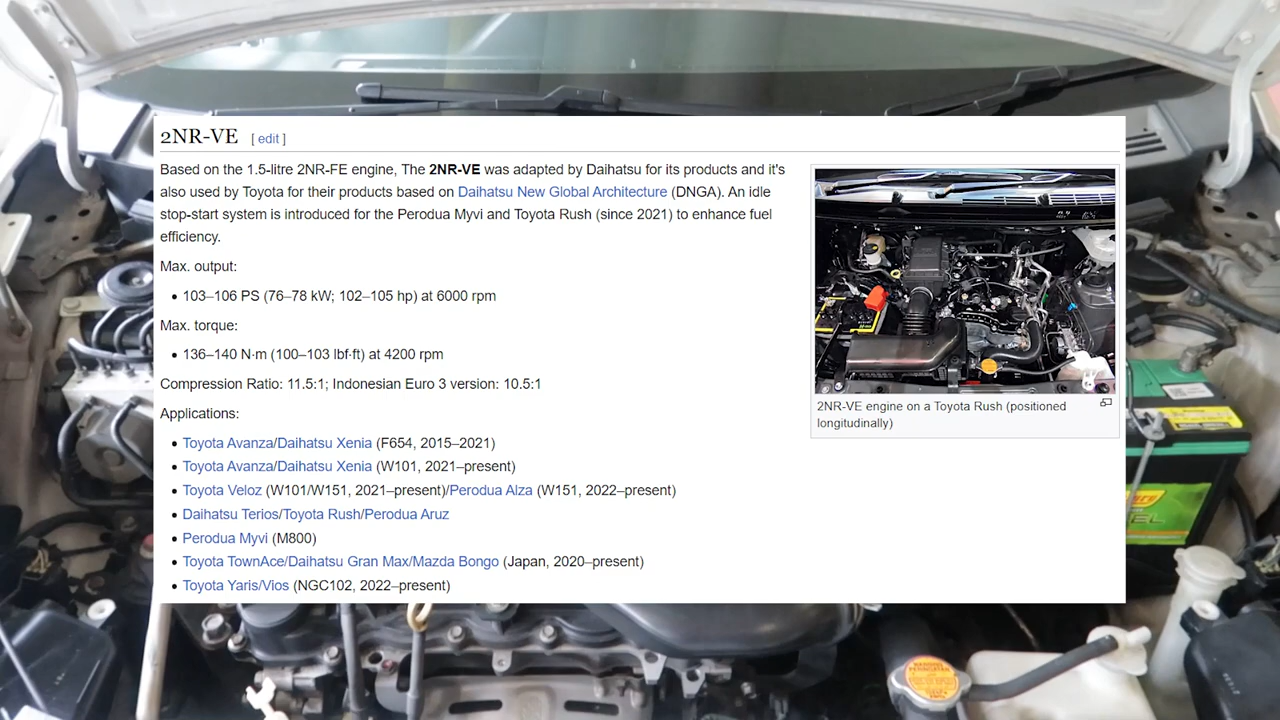 2NR-VE [ edit ]
Based on the 1.5-litre 2NR-FE engine, The 2NR-VE was adapted by Daihatsu for its products and it's
also used by Toyota for their products based on Daihatsu New Global Architecture (DNGA). An idle
stop-start system is introduced for the Perodua Myvi and Toyota Rush (since 2021) to enhance fuel
efficiency.
Max. output:
• 103–106 PS (76–78 kW; 102–105 hp) at 6000 rpm
Max. torque:
• 136–140 N·m (100–103 lbf·ft) at 4200 rpm
Compression Ratio: 11.5:1; Indonesian Euro 3 version: 10.5:1
Applications:
• Toyota Avanza/Daihatsu Xenia (F654, 2015–2021)
• Toyota Avanza/Daihatsu Xenia (W101, 2021–present)
• Toyota Veloz (W101/W151, 2021–present)/Perodua Alza (W151, 2022–present)
• Daihatsu Terios/Toyota Rush/Perodua Aruz
• Perodua Myvi (M800)
• Toyota TownAce/Daihatsu Gran Max/Mazda Bongo (Japan, 2020–present)
• Toyota Yaris/Vios (NGC102, 2022–present)
2NR-VE engine on a Toyota Rush (positioned
longitudinally)